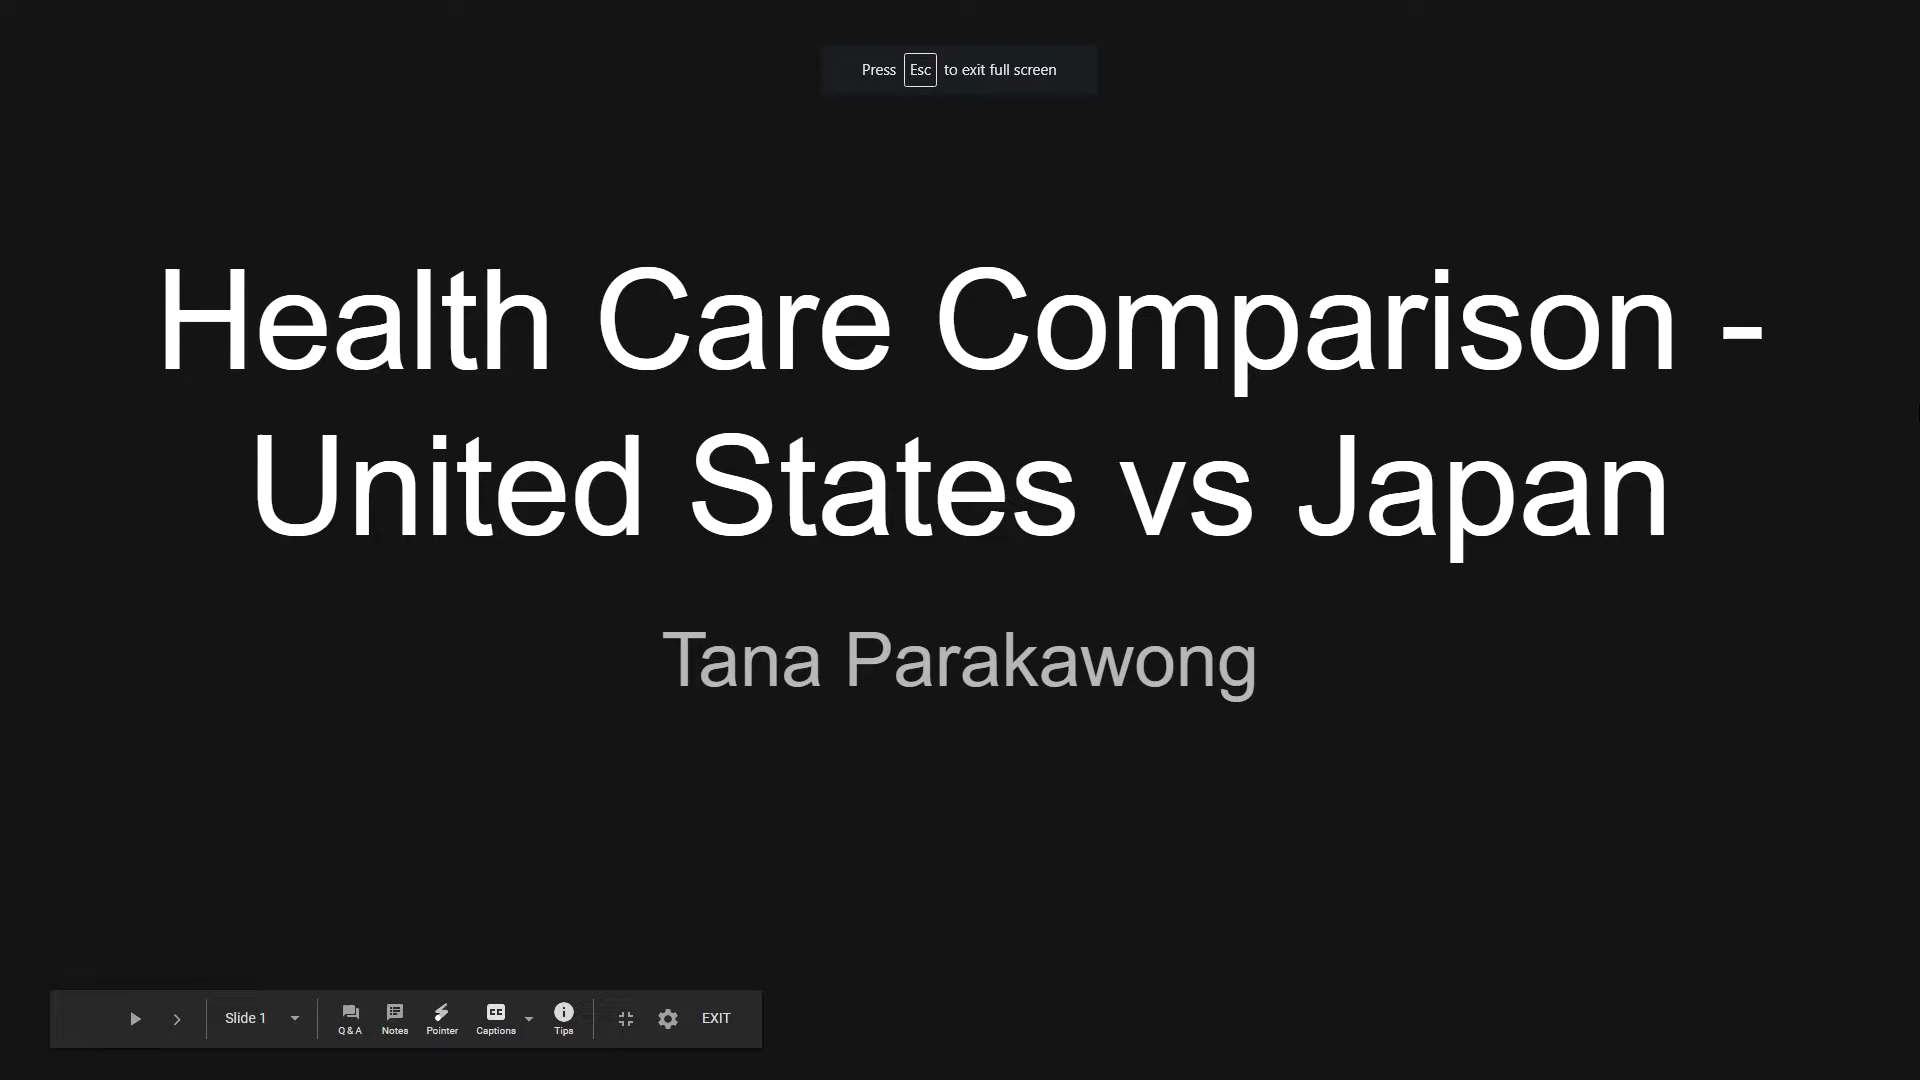 Press Esc to exit full screen
Health Care Comparison -
United States vs Japan
Tana Parakawong
Slide 1
Q & A
Notes
Pointer
CC
Captions
Tips
EXIT